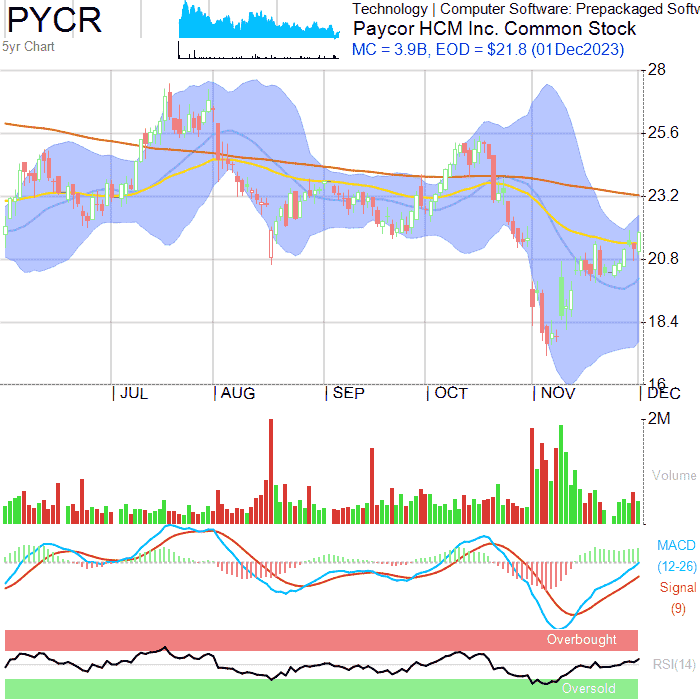 PYCR
5yr Chart
Technology | Computer Software: Prepackaged Softw
Paycor HCM Inc. Common Stock
MC = 3.9B, EOD = $21.8 (01Dec2023)
28
25.6
23.2
20.8
18.4
16
JUL AUG SEP OCT NOV DEC
2M
Volume
MACD
(12-26)
Signal
(9)
Overbought
RSI(14)
Oversold